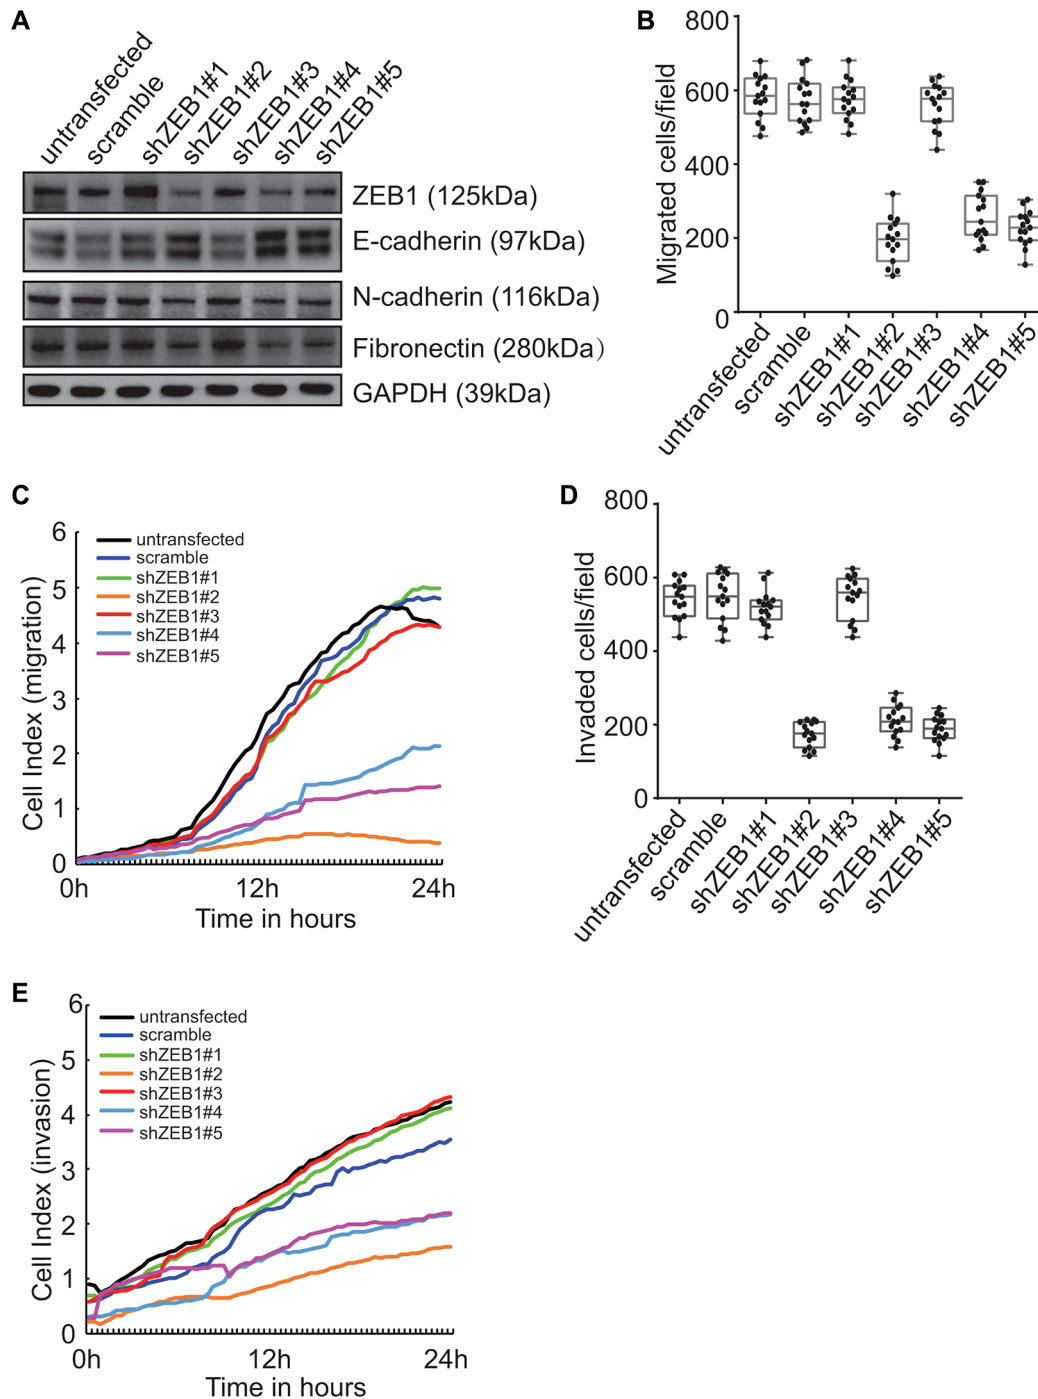 A
untransfected
scramble
shZEB1#1
shZEB1#2
shZEB1#3
shZEB1#4
shZEB1#5
ZEB1 (125kDa)
E-cadherin (97kDa)
N-cadherin (116kDa)
Fibronectin (280kDa)
GAPDH (39kDa)
B
Migrated cells/field
800
600
400
200
0
untransfected
scramble
shZEB1#1
shZEB1#2
shZEB1#3
shZEB1#4
shZEB1#5
C
Cell Index (migration)
6
5
4
3
2
1
0
untransfected
scramble
shZEB1#1
shZEB1#2
shZEB1#3
shZEB1#4
shZEB1#5
0h 12h 24h
Time in hours
D
Invaded cells/field
800
600
400
200
0
untransfected
scramble
shZEB1#1
shZEB1#2
shZEB1#3
shZEB1#4
shZEB1#5
E
Cell Index (invasion)
6
5
4
3
2
1
0
untransfected
scramble
shZEB1#1
shZEB1#2
shZEB1#3
shZEB1#4
shZEB1#5
0h 12h 24h
Time in hours